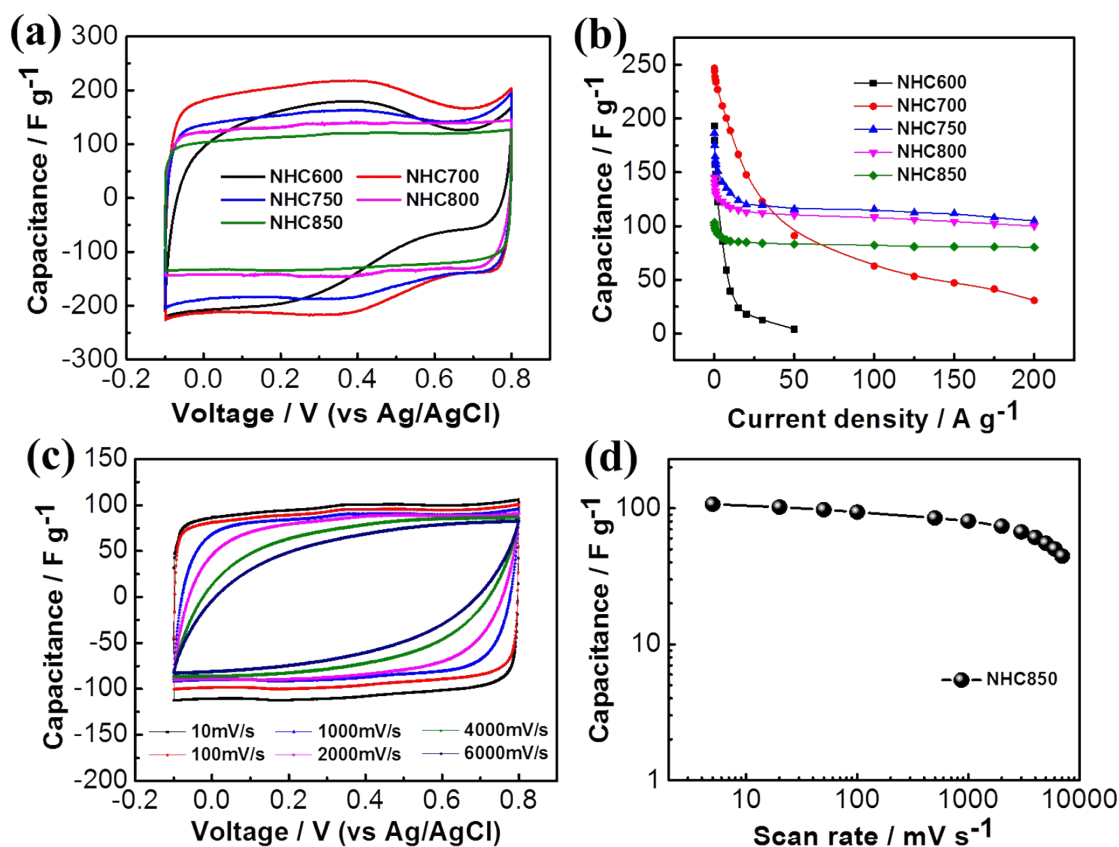 (a)
300
200
100
0
-100
-200
-300
Capacitance / F g-1
NHC600 NHC700
NHC750 NHC800
NHC850
-0.2 0.0 0.2 0.4 0.6 0.8
Voltage / V (vs Ag/AgCl)
(b)
250
200
150
100
50
0
Capacitance / F g-1
NHC600
NHC700
NHC750
NHC800
NHC850
0 50 100 150 200
Current density / A g-1
(c)
150
100
50
0
-50
-100
-150
-200
Capacitance / F g-1
10mV/s 1000mV/s 4000mV/s
100mV/s 2000mV/s 6000mV/s
-0.2 0.0 0.2 0.4 0.6 0.8
Voltage / V (vs Ag/AgCl)
(d)
100
10
1
Capacitance / F g-1
NHC850
10 100 1000 10000
Scan rate / mV s-1